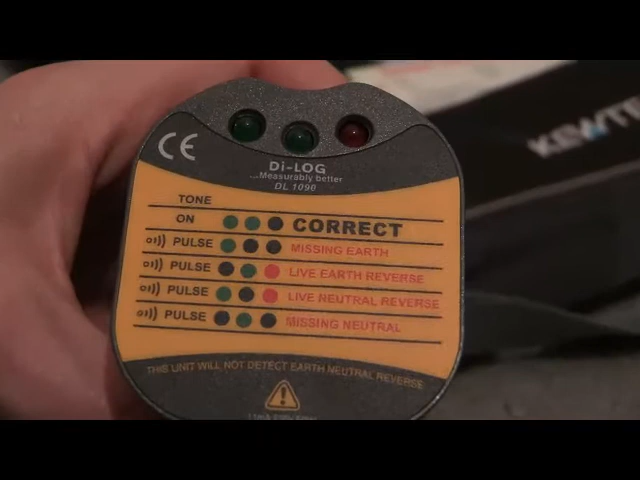 KEWTE
CE
Di-LOG
...Measurably better
DL 1090
TONE
ON CORRECT
PULSE MISSING EARTH
PULSE LIVE EARTH REVERSE
PULSE LIVE NEUTRAL REVERSE
PULSE MISSING NEUTRAL
THIS UNIT WILL NOT DETECT EARTH NEUTRAL REVERSE